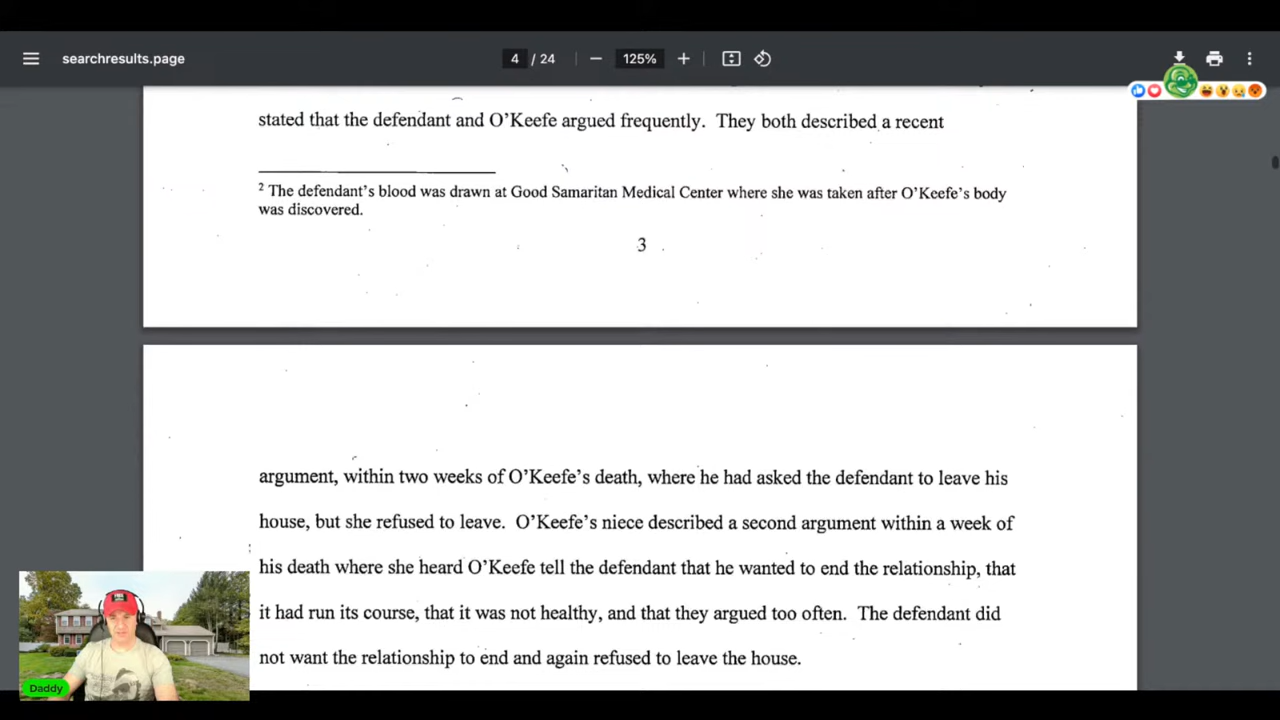 searchresults.page
4 / 24
125%
stated that the defendant and O'Keefe argued frequently. They both described a recent
2 The defendant's blood was drawn at Good Samaritan Medical Center where she was taken after O'Keefe's body
was discovered.
3
argument, within two weeks of O'Keefe's death, where he had asked the defendant to leave his
house, but she refused to leave. O'Keefe's niece described a second argument within a week of
his death where she heard O'Keefe tell the defendant that he wanted to end the relationship, that
it had run its course, that it was not healthy, and that they argued too often. The defendant did
not want the relationship to end and again refused to leave the house.
Daddy